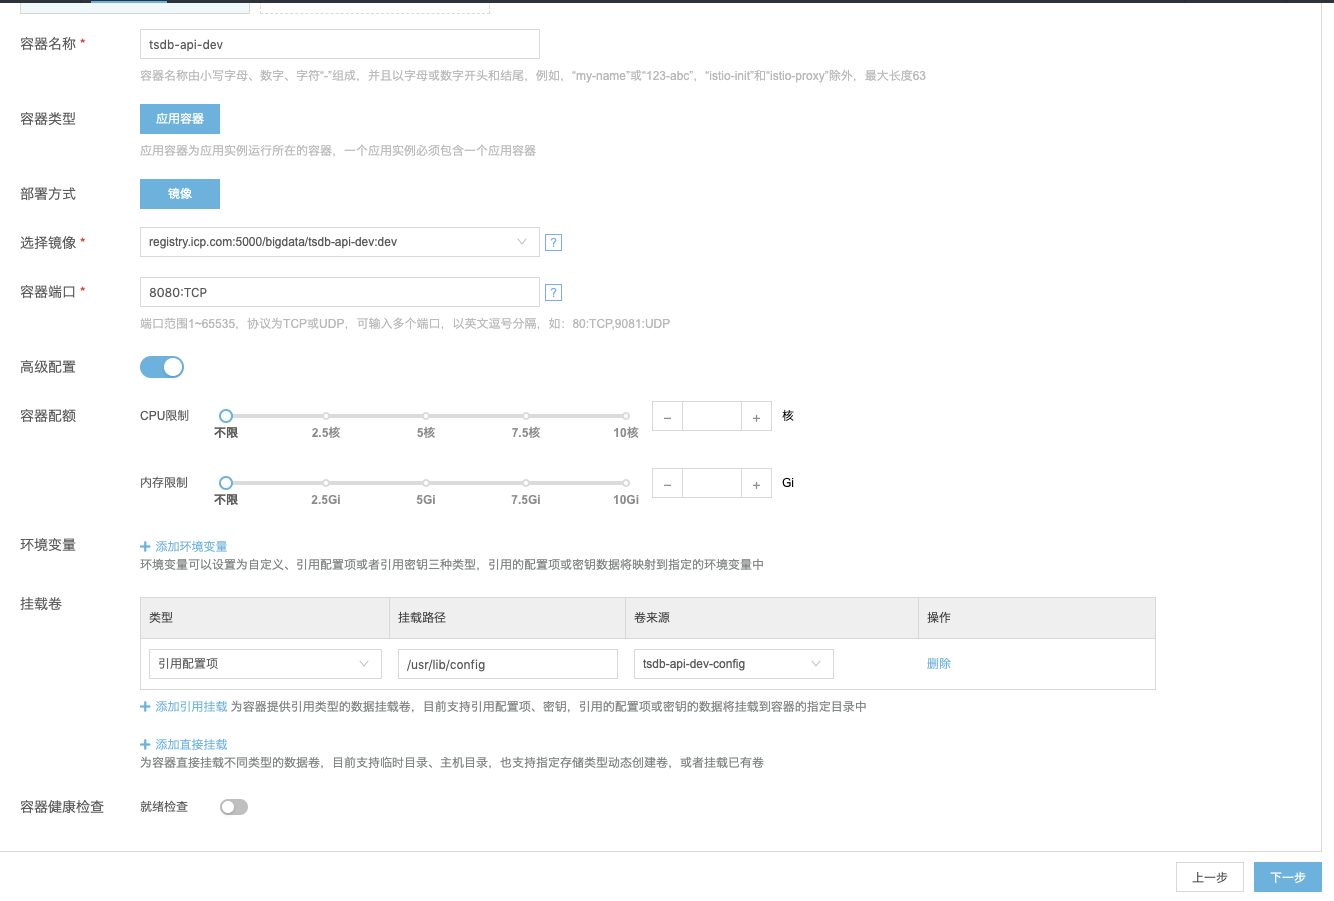 容器名称 * tsdb-api-dev
容器名称由小写字母、数字、字符“-”组成，并且以字母或数字开头和结尾，例如，“my-name”或“123-abc”，“istio-init”和“istio-proxy”除外，最大长度63
容器类型 应用容器
应用容器为应用实例运行所在的容器，一个应用实例必须包含一个应用容器
部署方式 镜像
选择镜像 * registry.icp.com:5000/bigdata/tsdb-api-dev:dev ?
容器端口 * 8080:TCP ?
端口范围1~65535，协议为TCP或UDP，可输入多个端口，以英文逗号分隔，如：80:TCP,9081:UDP
高级配置
容器配额 CPU限制 − + 核
不限 2.5核 5核 7.5核 10核
内存限制 − + Gi
不限 2.5Gi 5Gi 7.5Gi 10Gi
环境变量 + 添加环境变量
环境变量可以设置为自定义、引用配置项或者引用密钥三种类型，引用的配置项或密钥数据将映射到指定的环境变量中
挂载卷
类型 挂载路径 卷来源 操作
引用配置项 /usr/lib/config tsdb-api-dev-config 删除
+ 添加引用挂载 为容器提供引用类型的数据挂载卷，目前支持引用配置项、密钥，引用的配置项或密钥的数据将挂载到容器的指定目录中
+ 添加直接挂载
为容器直接挂载不同类型的数据卷，目前支持临时目录、主机目录，也支持指定存储类型动态创建卷，或者挂载已有卷
容器健康检查 就绪检查
上一步 下一步